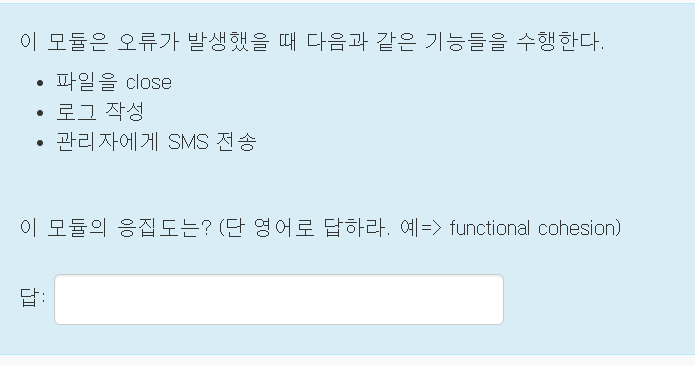 이 모듈은 오류가 발생했을 때 다음과 같은 기능들을 수행한다.
• 파일을 close
• 로그 작성
• 관리자에게 SMS 전송
이 모듈의 응집도는? (단 영어로 답하라. 예=> functional cohesion)
답: